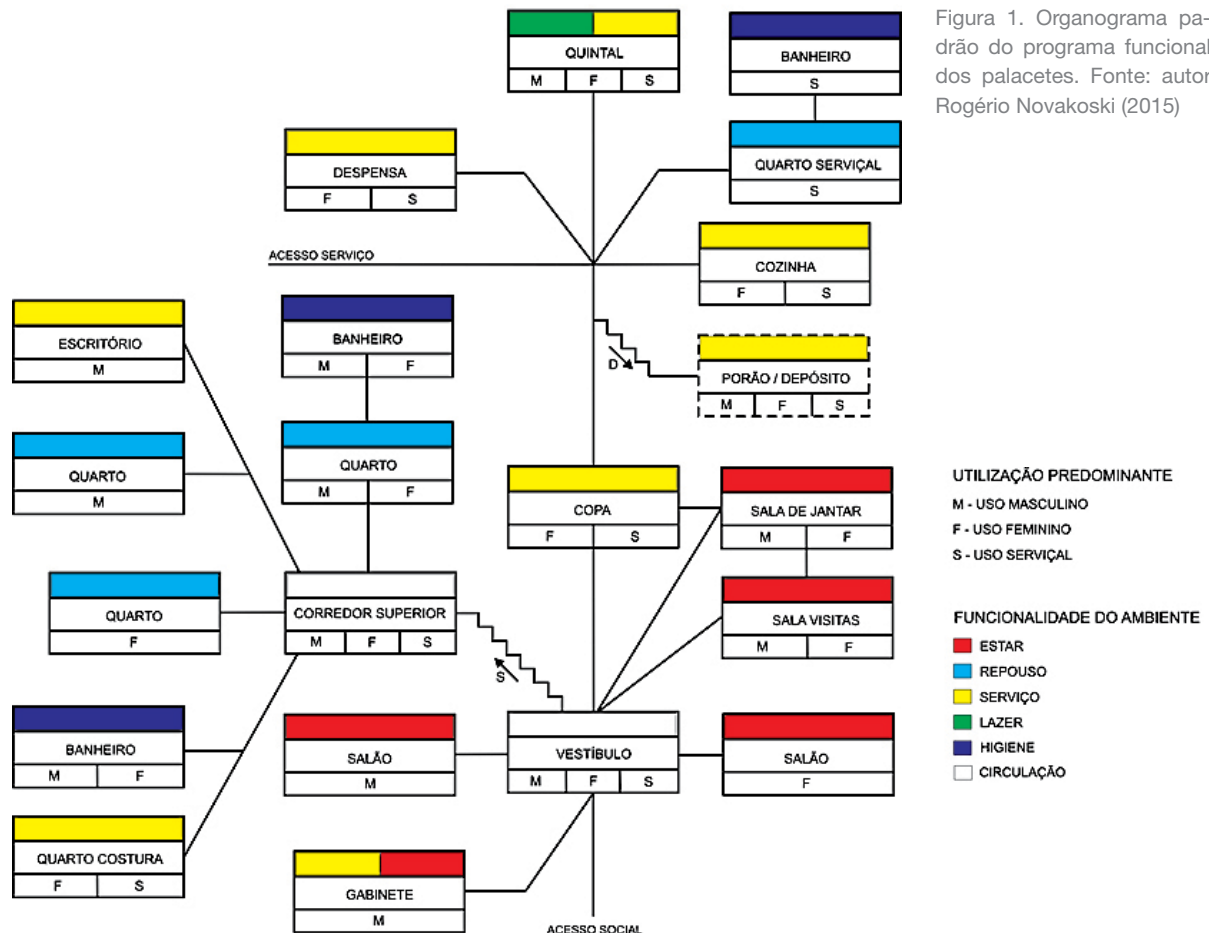 Figura 1. Organograma pa-
drão do programa funcional
dos palacetes. Fonte: autor
Rogério Novakoski (2015)
QUINTAL
M F S
BANHEIRO
S
DESPENSA
F S
QUARTO SERVIÇAL
S
ACESSO SERVIÇO
COZINHA
F S
ESCRITÓRIO
M
BANHEIRO
M F
D
PORÃO / DEPÓSITO
M F S
QUARTO
M
QUARTO
M F
COPA
F S
SALA DE JANTAR
M F
QUARTO
F
CORREDOR SUPERIOR
M F S
SALA VISITAS
M F
S
BANHEIRO
M F
SALÃO
M
VESTÍBULO
M F S
SALÃO
F
QUARTO COSTURA
F S
GABINETE
M
ACESSO SOCIAL
UTILIZAÇÃO PREDOMINANTE
M - USO MASCULINO
F - USO FEMININO
S - USO SERVIÇAL
FUNCIONALIDADE DO AMBIENTE
ESTAR
REPOUSO
SERVIÇO
LAZER
HIGIENE
CIRCULAÇÃO